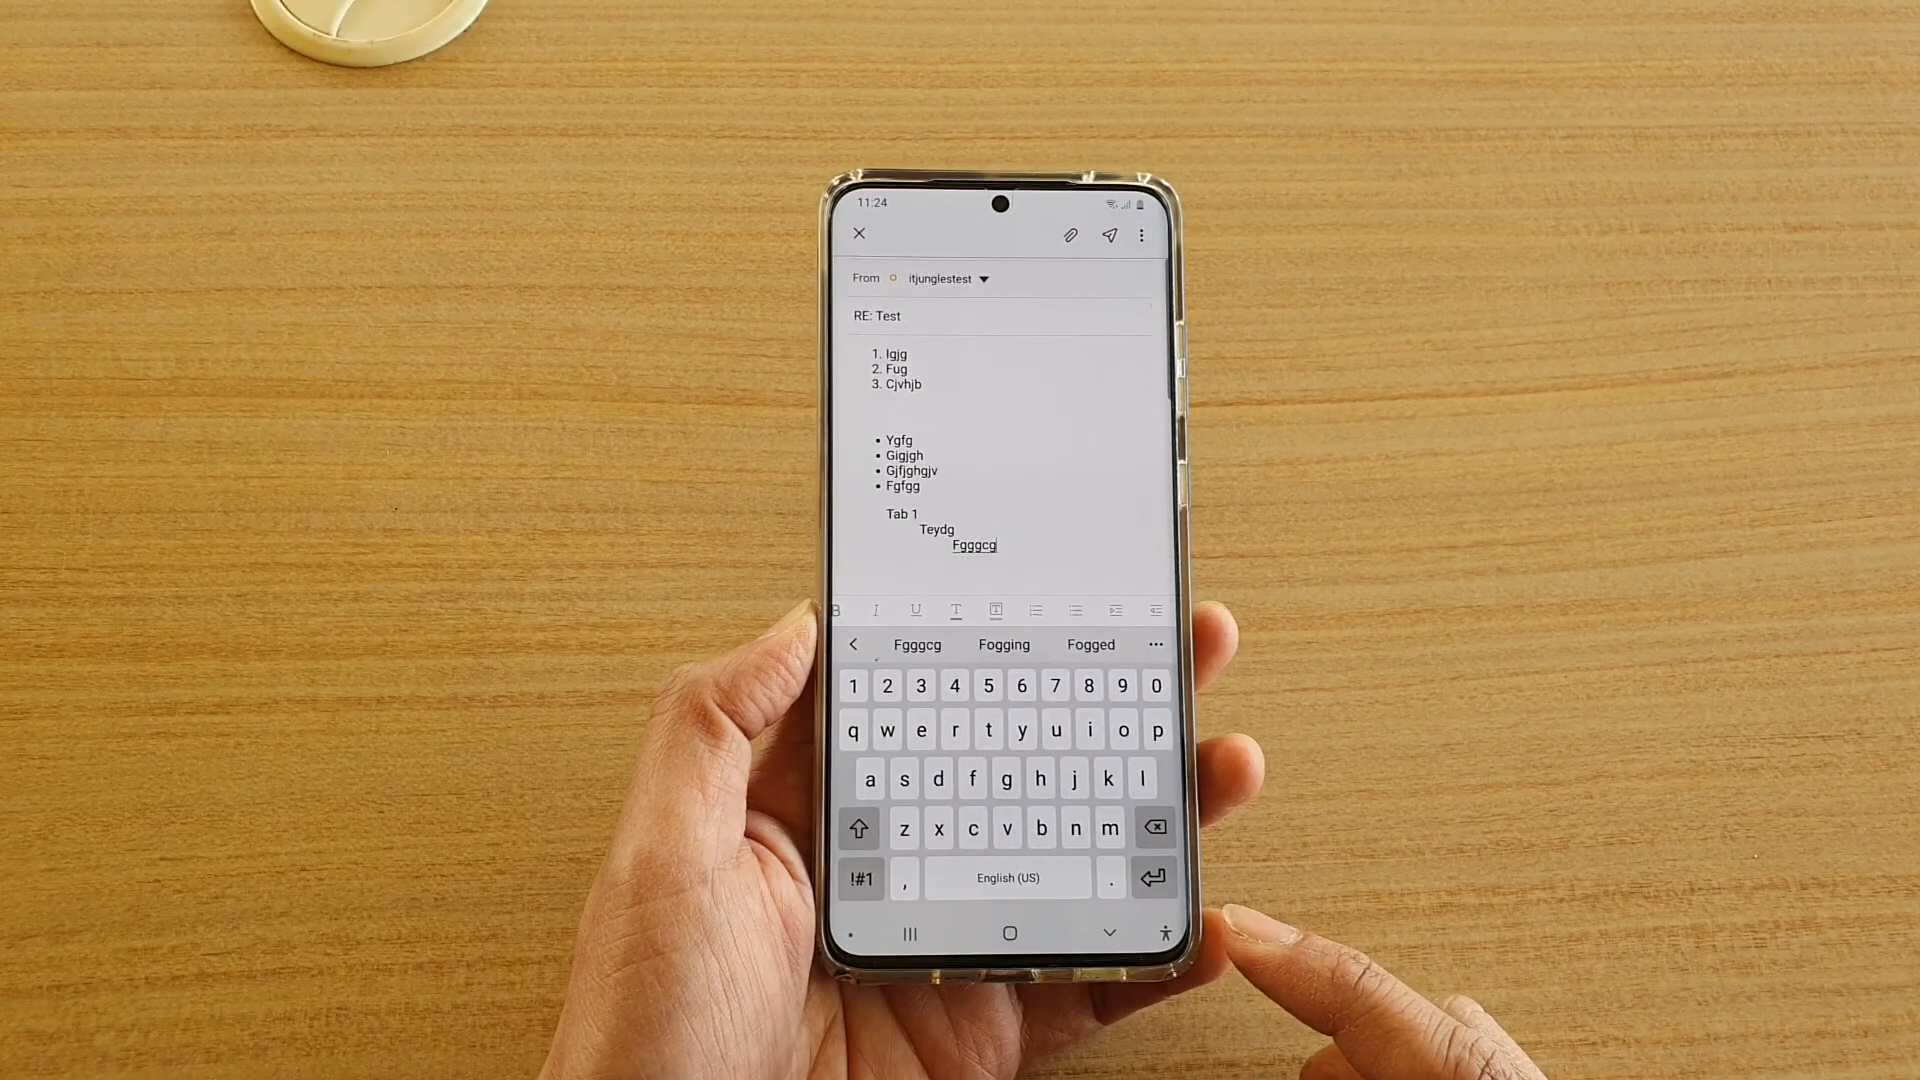 11:24
From itjunglestest
RE: Test
1. Igjg
2. Fug
3. Cjvhjb
• Ygfg
• Gigjgh
• Gjfjghgjv
• Fgfgg
Tab 1
Teydg
Fgggcg
B I U T T
Fgggcg Fogging Fogged
1 2 3 4 5 6 7 8 9 0
q w e r t y u i o p
a s d f g h j k l
z x c v b n m
!#1 , English (US) .